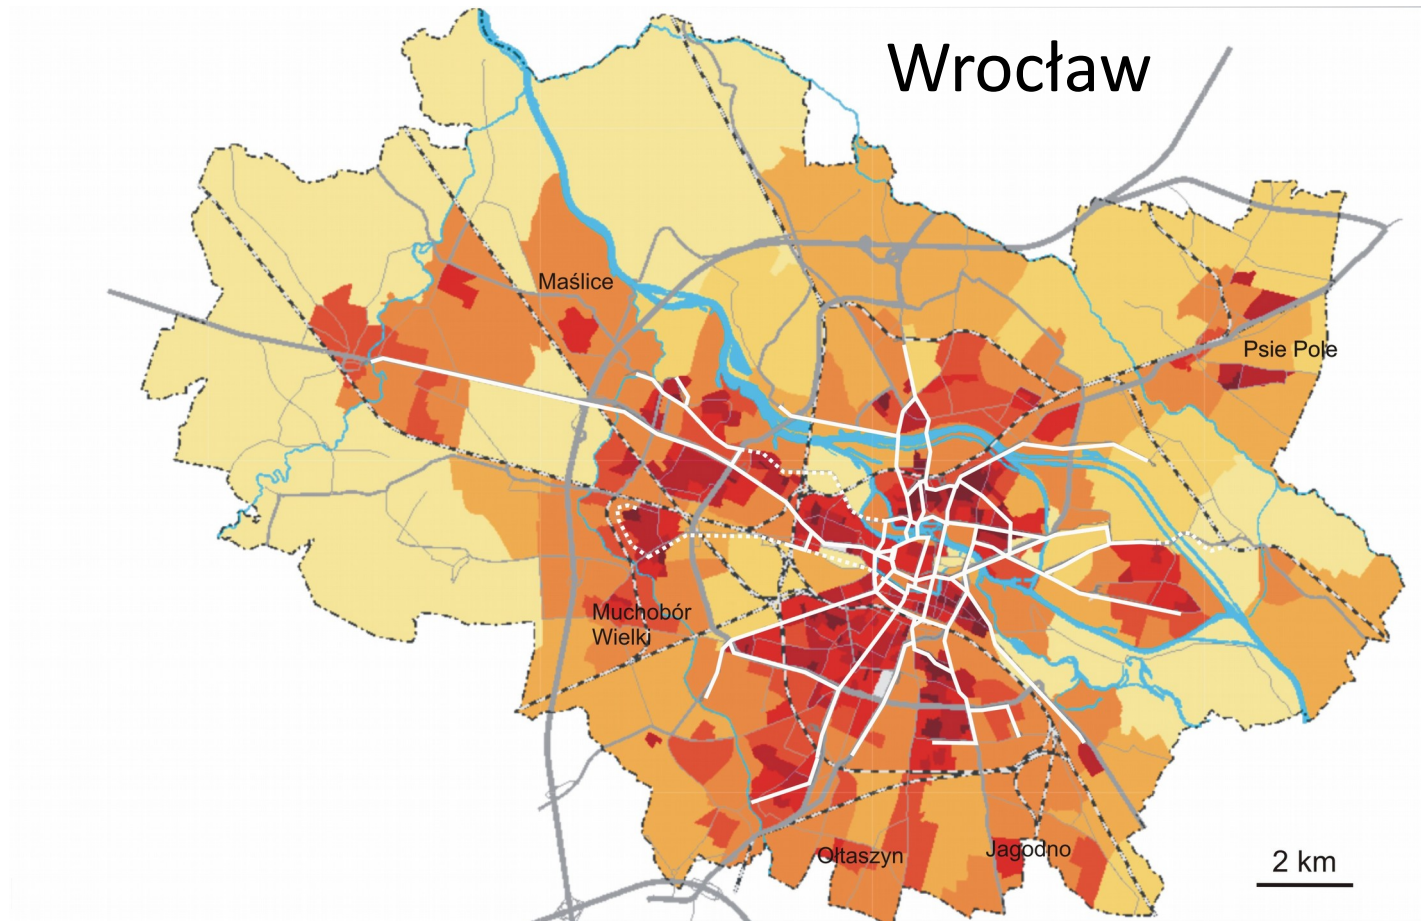 Wrocław
Maślice
Psie Pole
Muchobór
Wielki
Ołtaszyn
Jagodno
2 km